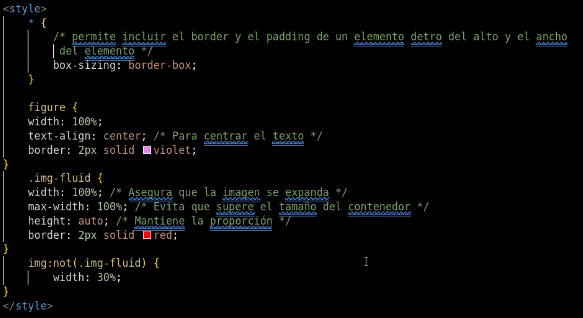 <style>
* {
/* permite incluir el border y el padding de un elemento detro del alto y el ancho
del elemento */
box-sizing: border-box;
}
figure {
width: 100%;
text-align: center; /* Para centrar el texto */
border: 2px solid violet;
}
.img-fluid {
width: 100%; /* Asegura que la imagen se expanda */
max-width: 100%; /* Evita que supere el tamaño del contenedor */
height: auto; /* Mantiene la proporción */
border: 2px solid red;
}
img:not(.img-fluid) {
width: 30%;
}
</style>